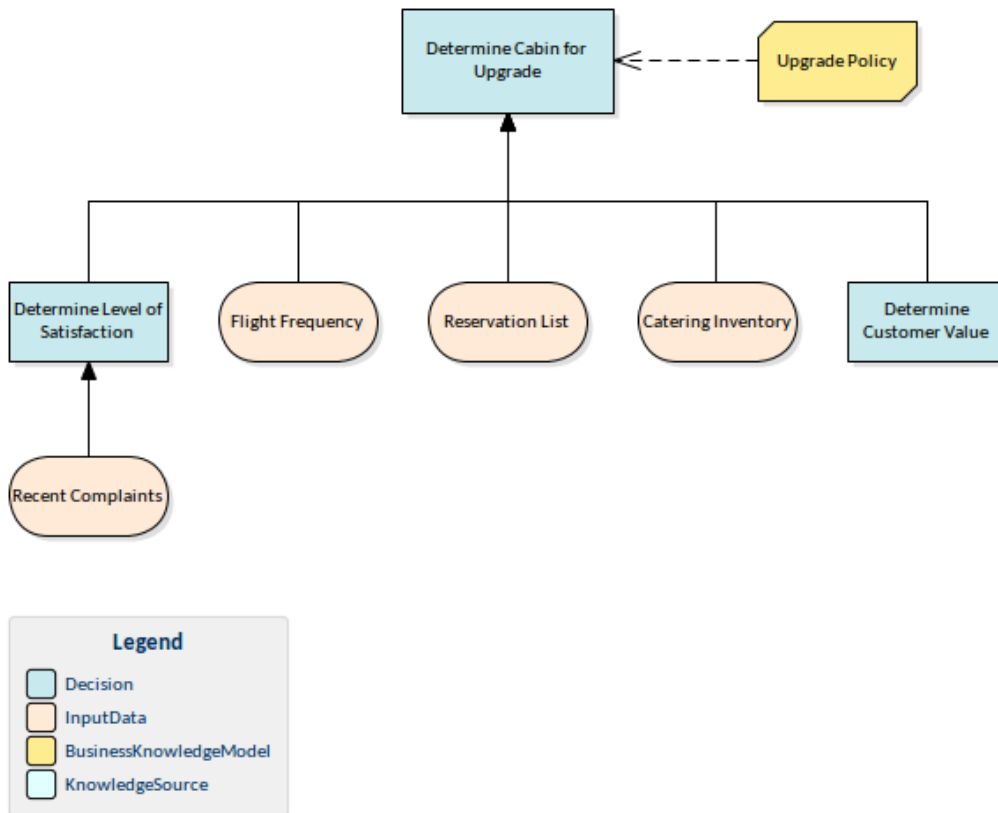 Determine Cabin for
Upgrade
Upgrade Policy
Determine Level of
Satisfaction
Flight Frequency
Reservation List
Catering Inventory
Determine
Customer Value
Recent Complaints
Legend
Decision
InputData
BusinessKnowledgeModel
KnowledgeSource